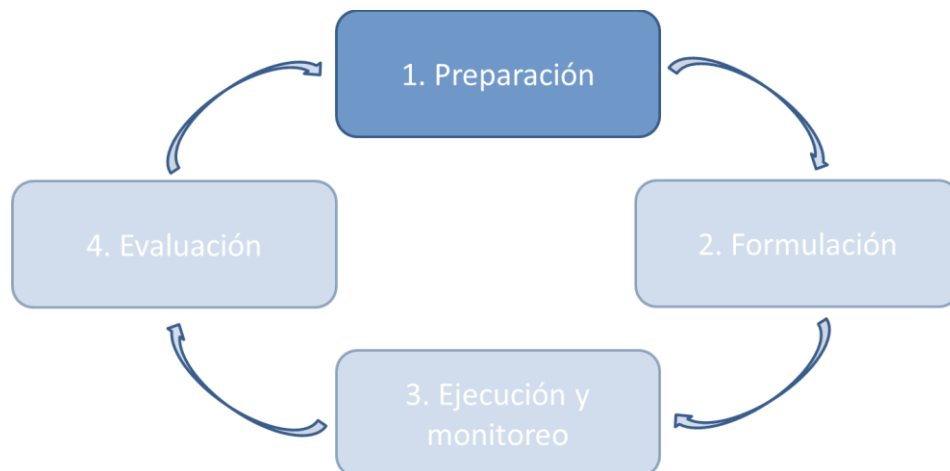 1. Preparación
2. Formulación
3. Ejecución y
monitoreo
4. Evaluación